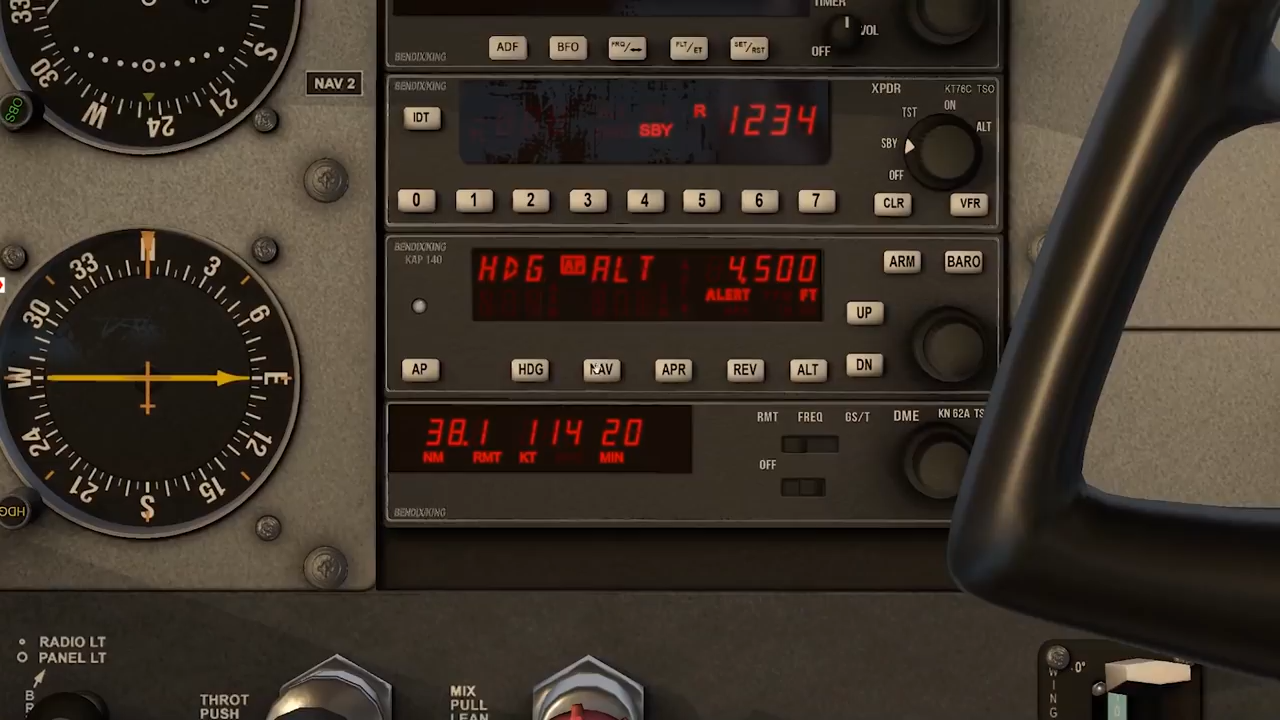 TIMER
VOL
OFF
ADF
BFO
FRQ/↔
FLT/ET
SET/RST
BENDIX/KING
33
S
30
W
24
21
OBS
NAV 2
BENDIX/KING
XPDR
KT76C TSO
IDT
SBY
R
1234
TST
ON
ALT
SBY
OFF
0
1
2
3
4
5
6
7
CLR
VFR
BENDIX/KING
KAP 140
HDG AP ALT 4,500
ALERT FT
ARM
BARO
UP
DN
AP
HDG
NAV
APR
REV
ALT
N
3
6
E
12
15
S
21
24
W
30
33
HDG
38.1 114 20
NM RMT KT MIN
RMT FREQ GS/T
DME
KN 62A TS
OFF
BENDIX/KING
RADIO LT
PANEL LT
B
R
THROT
PUSH
MIX
PULL
LEAN
0°
W
I
N
G